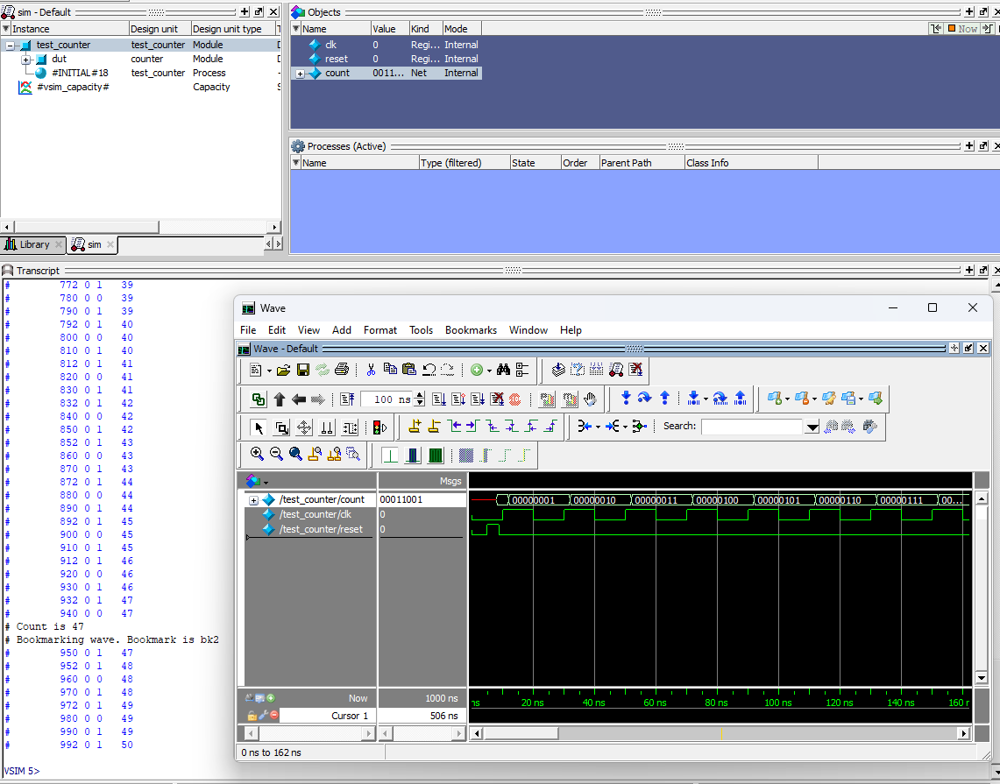 sim - Default
Instance Design unit Design unit type
test_counter test_counter Module
dut counter Module
#INITIAL#18 test_counter Process
#vsim_capacity# Capacity
Library sim
Objects
Name Value Kind Mode Now
clk 0 Regi... Internal
reset 0 Regi... Internal
count 0011... Net Internal
Processes (Active)
Name Type (filtered) State Order Parent Path Class Info
Transcript
# 772 0 1 39
# 780 0 0 39
# 790 0 1 39
# 792 0 1 40
# 800 0 0 40
# 810 0 1 40
# 812 0 1 41
# 820 0 0 41
# 830 0 1 41
# 832 0 1 42
# 840 0 0 42
# 850 0 1 42
# 852 0 1 43
# 860 0 0 43
# 870 0 1 43
# 872 0 1 44
# 880 0 0 44
# 890 0 1 44
# 892 0 1 45
# 900 0 0 45
# 910 0 1 45
# 912 0 1 46
# 920 0 0 46
# 930 0 1 46
# 932 0 1 47
# 940 0 0 47
# Count is 47
# Bookmarking wave. Bookmark is bk2
# 950 0 1 47
# 952 0 1 48
# 960 0 0 48
# 970 0 1 48
# 972 0 1 49
# 980 0 0 49
# 990 0 1 49
# 992 0 1 50
VSIM 5>
Wave
File Edit View Add Format Tools Bookmarks Window Help
Wave - Default
100 ns
Search:
Msgs
/test_counter/count 00011001 00000001 00000010 00000011 00000100 00000101 00000110 00000111 00...
/test_counter/clk 0
/test_counter/reset 0
Now 1000 ns ns 20 ns 40 ns 60 ns 80 ns 100 ns 120 ns 140 ns 160 n
Cursor 1 506 ns
0 ns to 162 ns